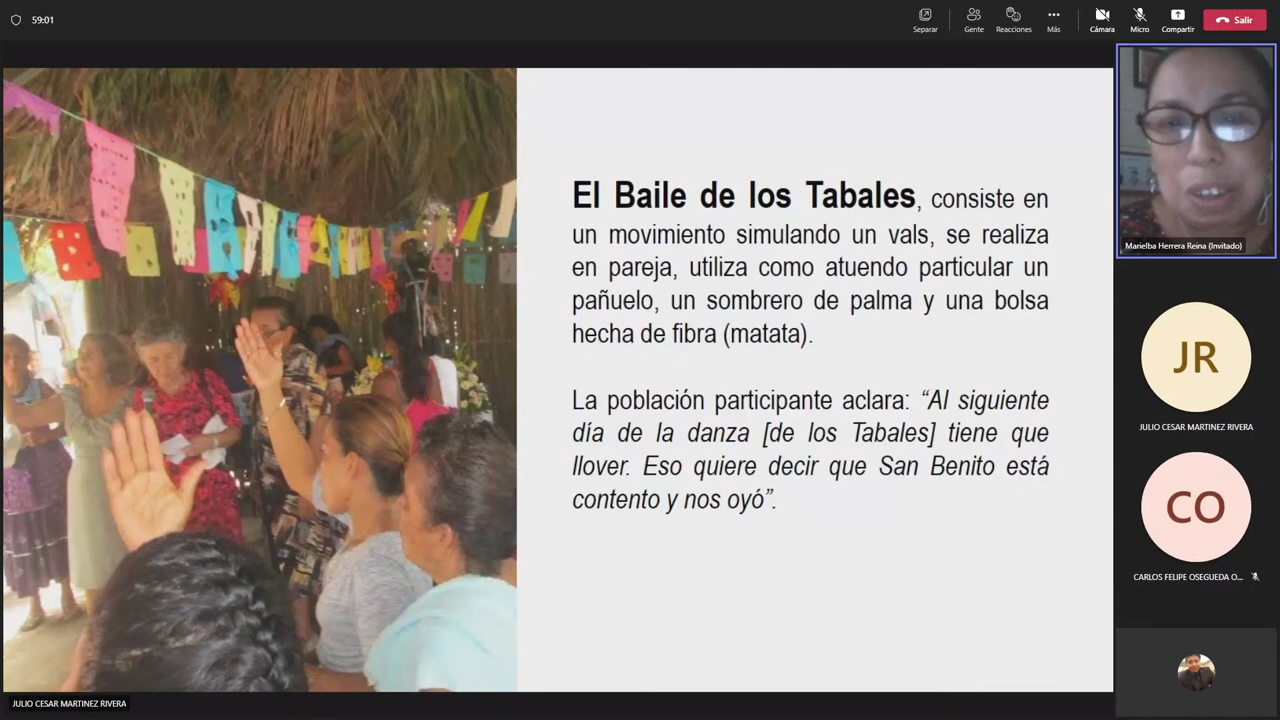 59:01
Separar
Gente
Reacciones
Más
Cámara
Micro
Compartir
Salir
El Baile de los Tabales, consiste en
un movimiento simulando un vals, se realiza
en pareja, utiliza como atuendo particular un
pañuelo, un sombrero de palma y una bolsa
hecha de fibra (matata).
La población participante aclara: “Al siguiente
día de la danza [de los Tabales] tiene que
llover. Eso quiere decir que San Benito está
contento y nos oyó”.
Marielba Herrera Reina (Invitado)
JR
JULIO CESAR MARTINEZ RIVERA
CO
CARLOS FELIPE OSEGUEDA O...
JULIO CESAR MARTINEZ RIVERA